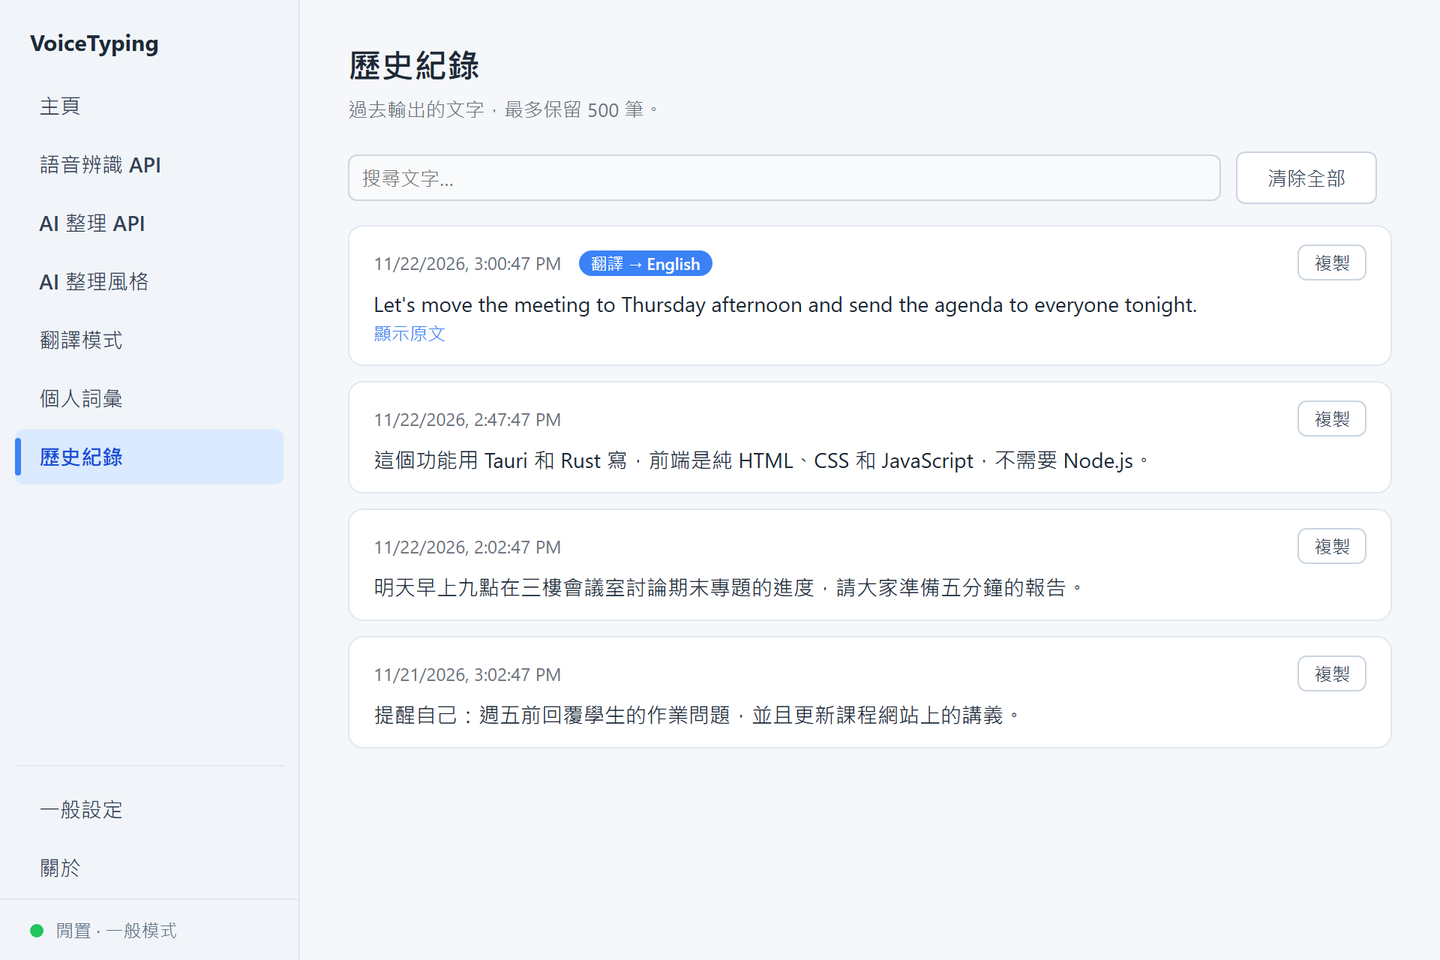 VoiceTyping
主頁
語音辨識 API
AI 整理 API
AI 整理風格
翻譯模式
個人詞彙
歷史紀錄
一般設定
關於
閒置 · 一般模式
歷史紀錄
過去輸出的文字，最多保留 500 筆。
搜尋文字...
清除全部
11/22/2026, 3:00:47 PM 翻譯 → English 複製
Let's move the meeting to Thursday afternoon and send the agenda to everyone tonight.
顯示原文
11/22/2026, 2:47:47 PM 複製
這個功能用 Tauri 和 Rust 寫，前端是純 HTML、CSS 和 JavaScript，不需要 Node.js。
11/22/2026, 2:02:47 PM 複製
明天早上九點在三樓會議室討論期末專題的進度，請大家準備五分鐘的報告。
11/21/2026, 3:02:47 PM 複製
提醒自己：週五前回覆學生的作業問題，並且更新課程網站上的講義。